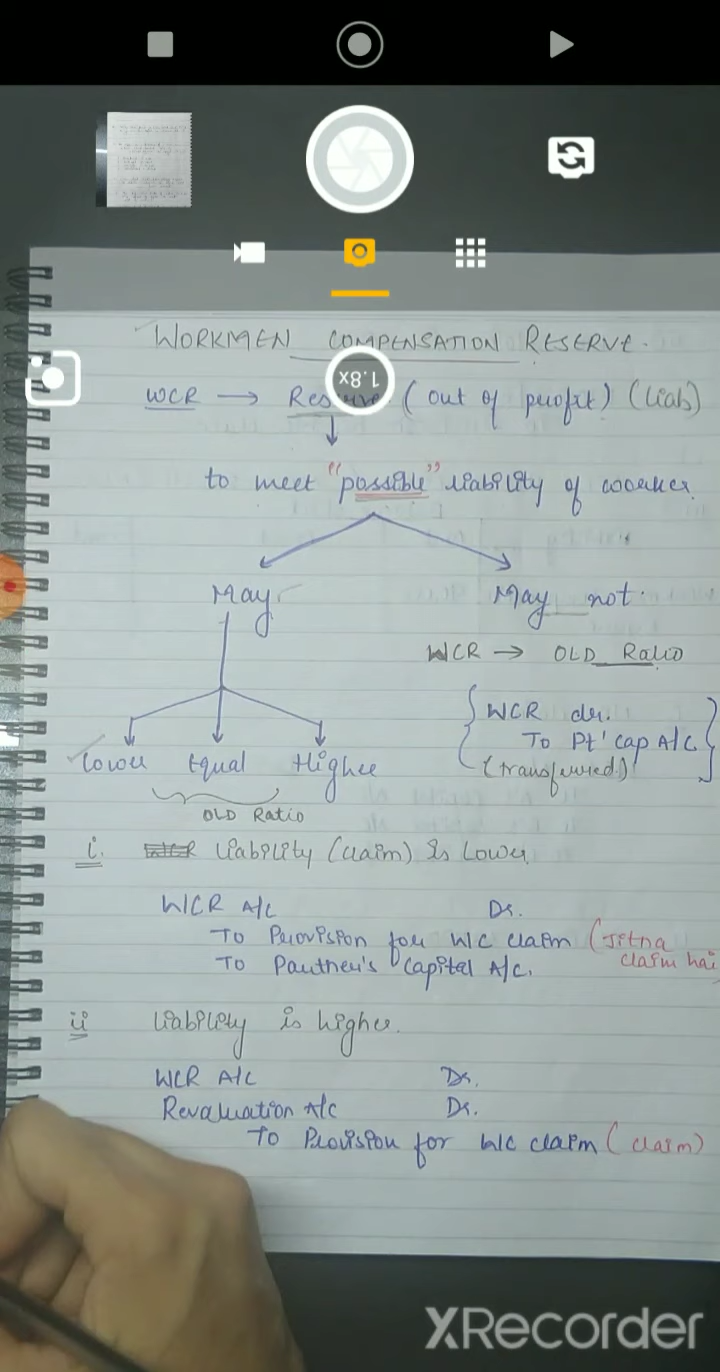 1.8X
WORKMEN COMPENSATION RESERVE.
WCR → Reserve (out of profit) (Liab)
to meet "possible" liability of worker
May
May not.
WCR → OLD Ratio
WCR dr.
To Pt' Cap A/C
(transferred)
Lower Equal Higher
OLD Ratio
i. Liability (Claim) Is Lower
WCR A/c Dr.
To Provision for WC claim (Jitna
claim hai)
To Partner's Capital A/C.
ii Liability is higher.
WCR A/C Dr.
Revaluation A/c Dr.
To Provision for WC claim (claim)
XRecorder